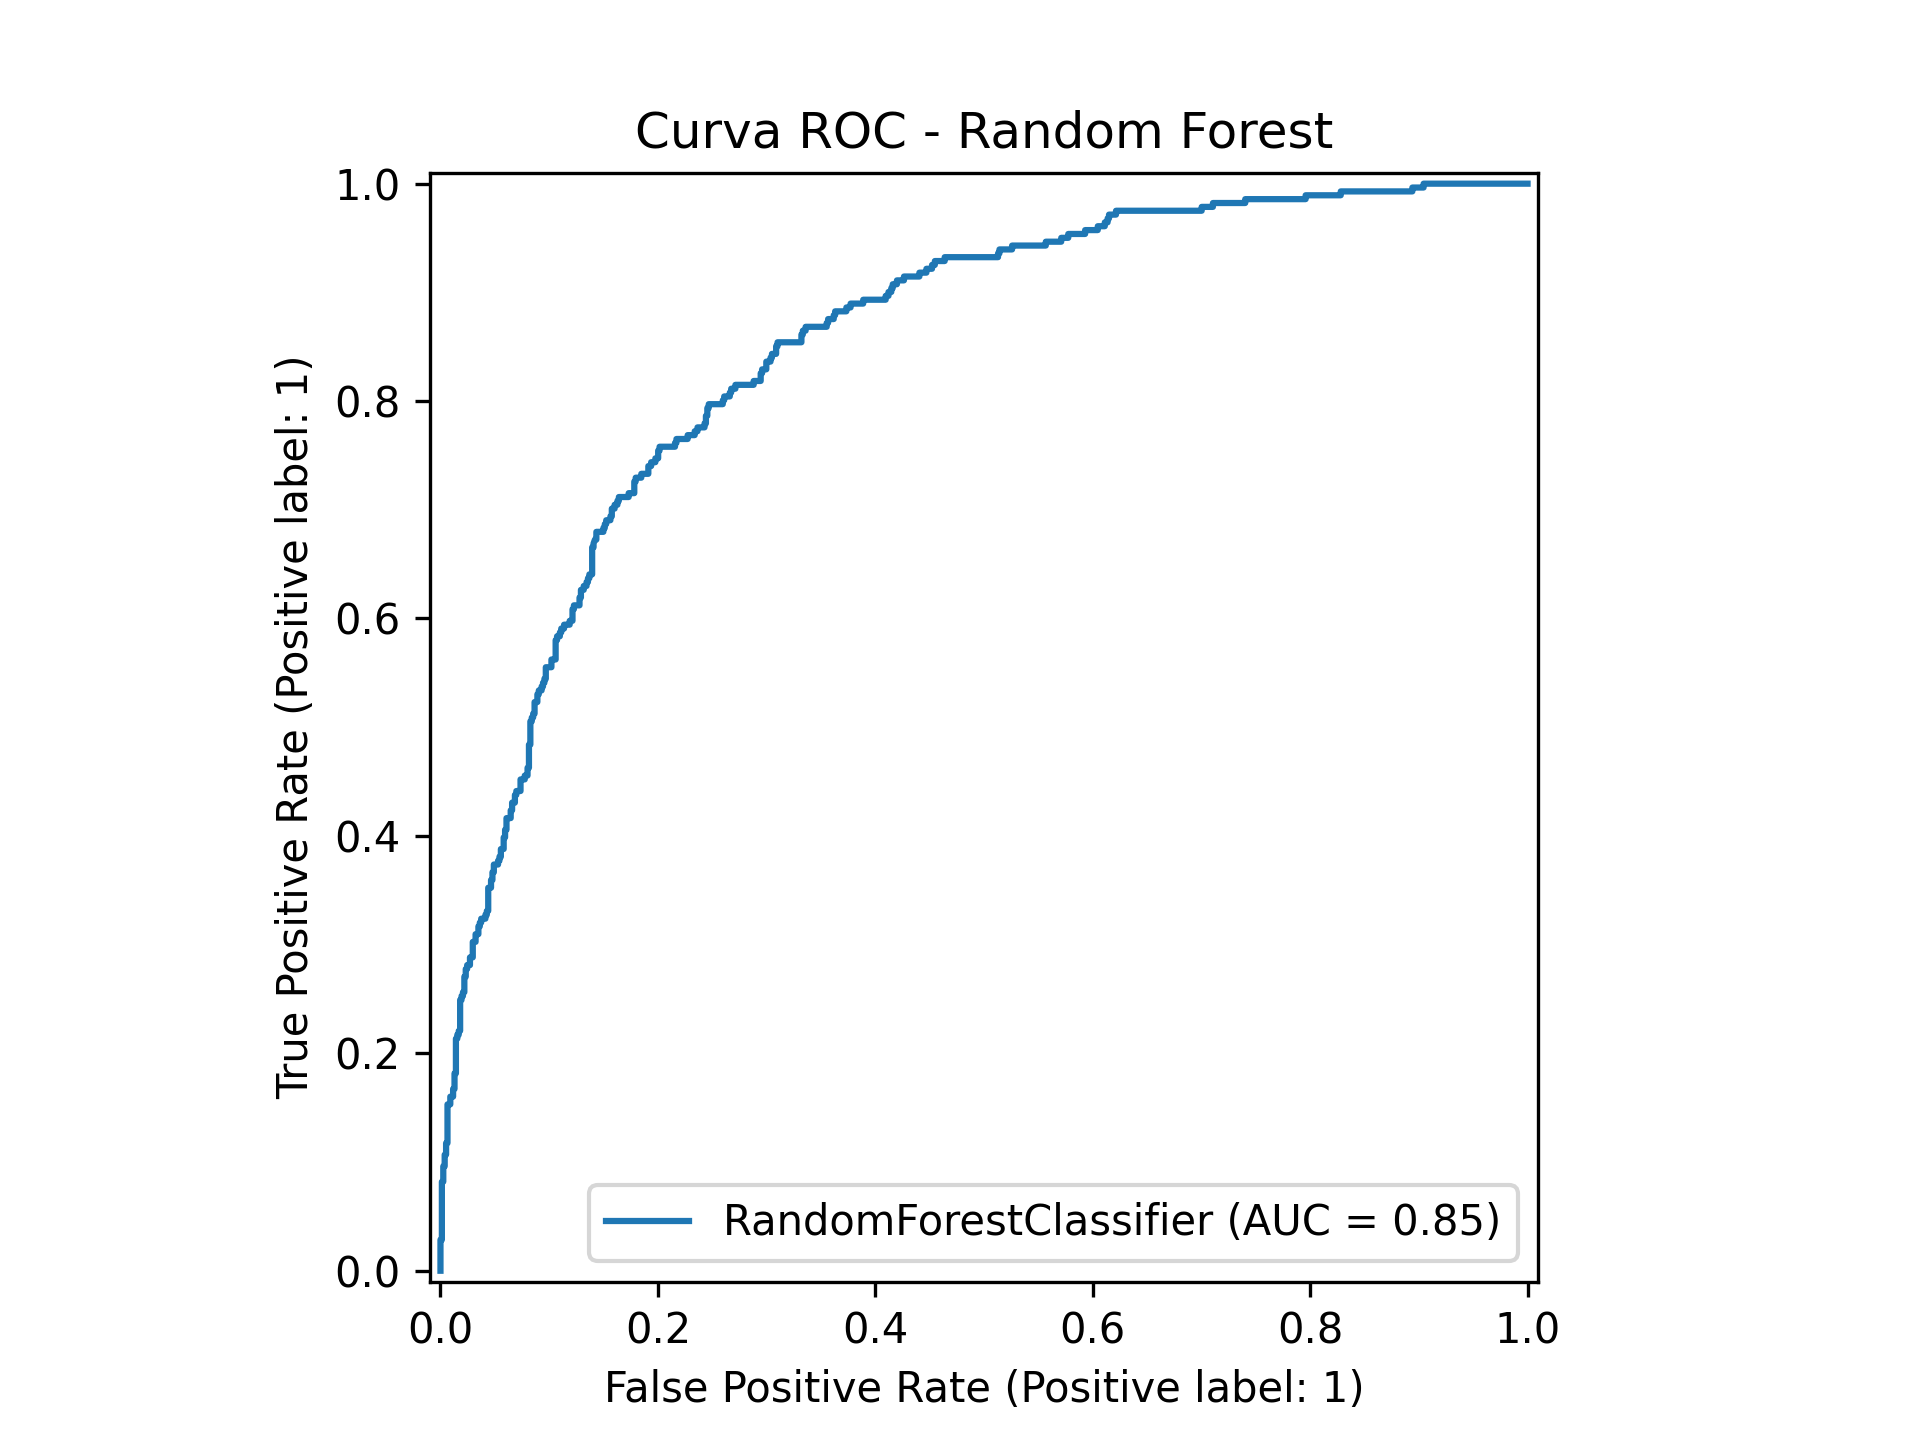 Curva ROC - Random Forest
True Positive Rate (Positive label: 1)
1.0
0.8
0.6
0.4
0.2
0.0
RandomForestClassifier (AUC = 0.85)
0.0 0.2 0.4 0.6 0.8 1.0
False Positive Rate (Positive label: 1)